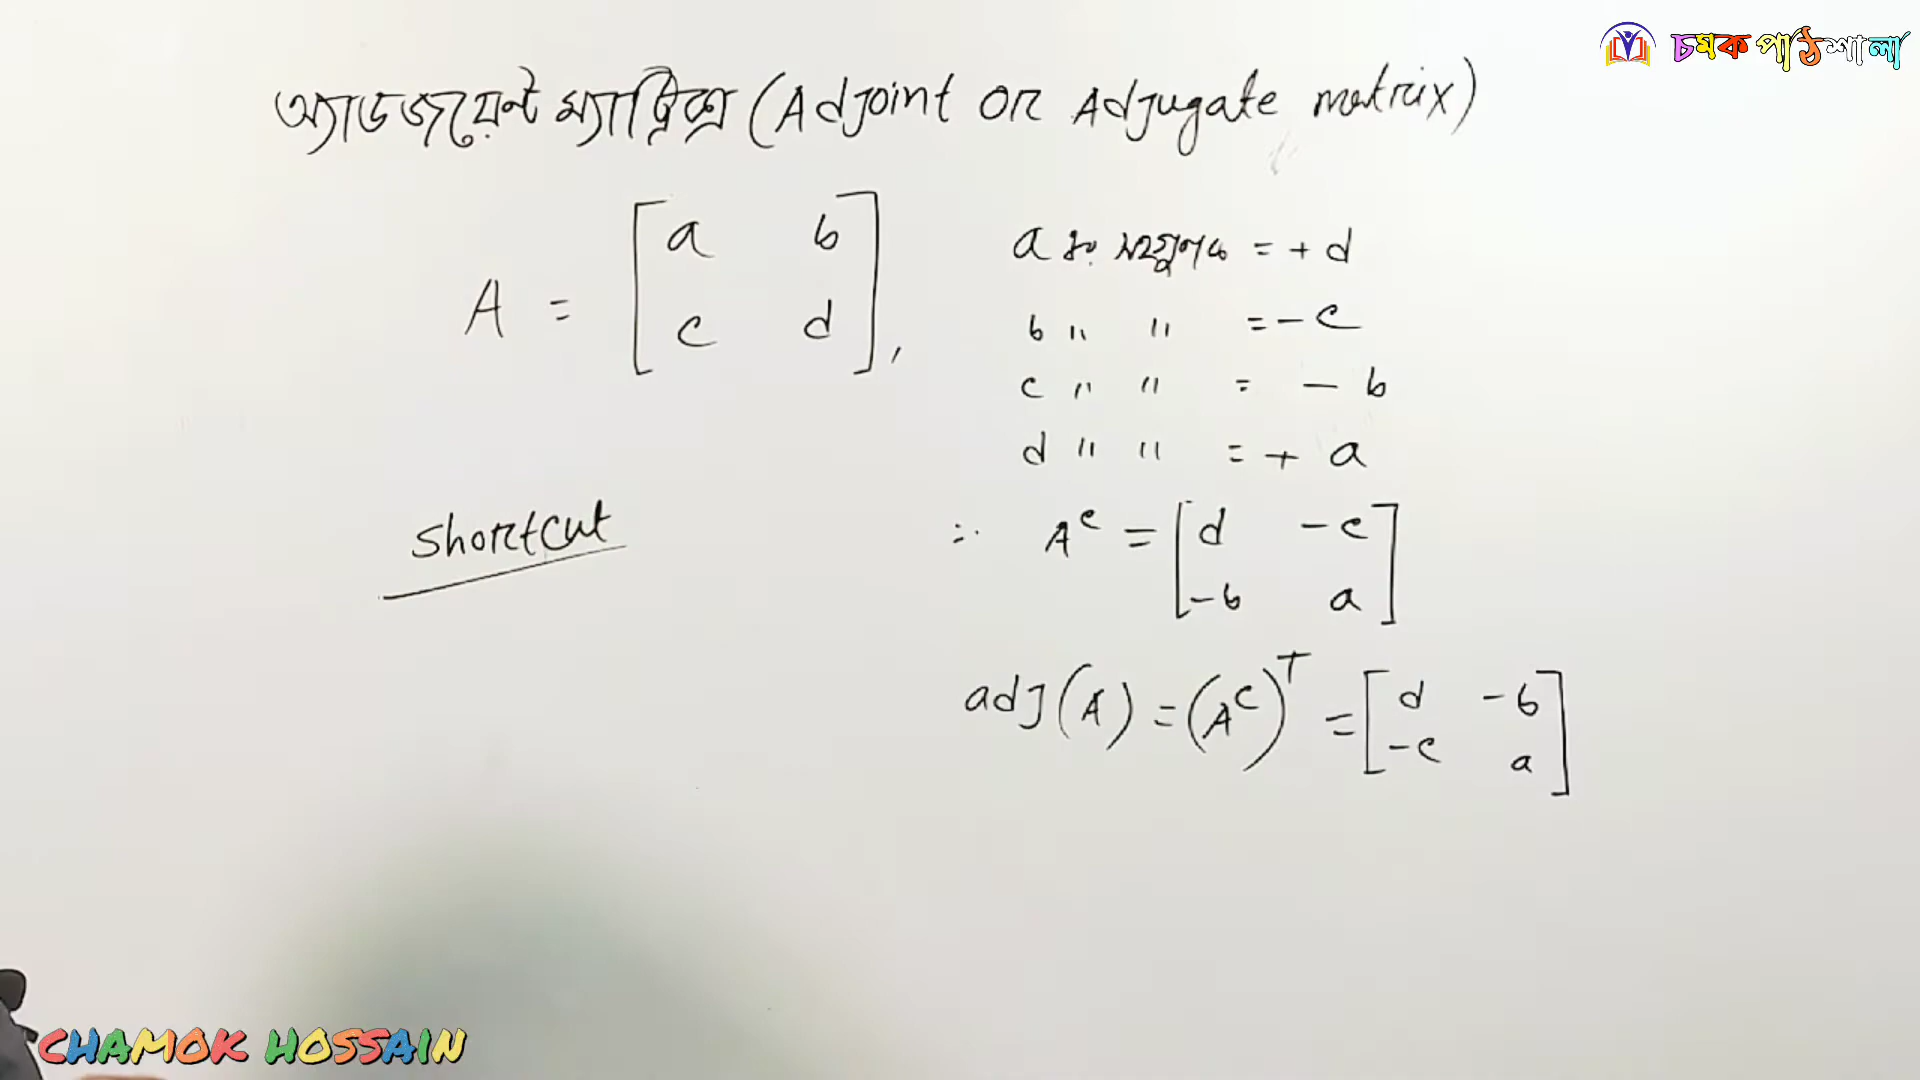 চমক পাঠশালা
অ্যাডজয়েন্ট ম্যাট্রিক্স (Adjoint or Adjugate matrix)
A = [a b
c d],
a এর সহগুণক = + d
b " " = - c
c " " = - b
d " " = + a
shortcut
∴ A^c = [d -c
-b a]
adj(A) = (A^c)^T = [d -b
-c a]
CHAMOK HOSSAIN